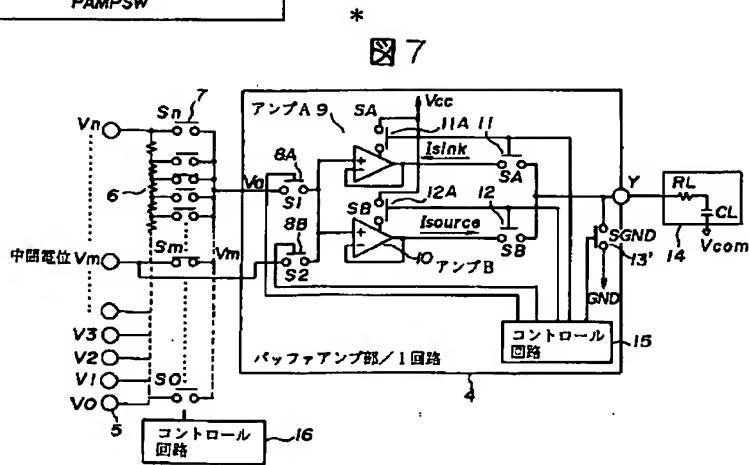 PAMPSW
*
図7
アンプA 9
SA
Vcc
11A
11
Isink
SA
Vn
Sn
7
6
Va
8A
S1
8B
S2
SB
12A
12
Isource
SB
10
アンプB
Y
RL
CL
14
Vcom
SGND
13'
GND
中間電位Vm
Sm
Vm
V3
V2
V1
V0
S0
5
コントロール
回路
15
バッファアンプ部/1回路
4
コントロール
回路
16